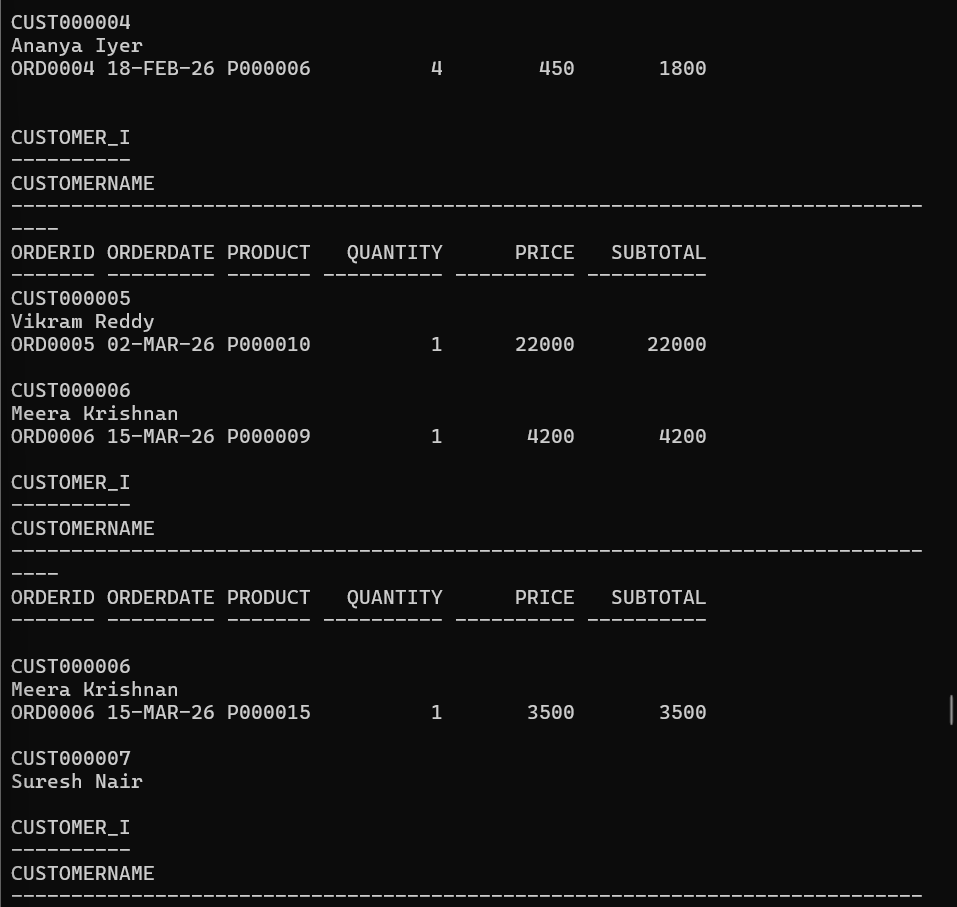 CUST000004
Ananya Iyer
ORD0004 18-FEB-26 P000006          4        450       1800
CUSTOMER_I
----------
CUSTOMERNAME
----------------------------------------------------------------------------
----
ORDERID ORDERDATE PRODUCT   QUANTITY      PRICE   SUBTOTAL
------- --------- ------- ---------- ---------- ----------
CUST000005
Vikram Reddy
ORD0005 02-MAR-26 P000010          1      22000      22000
CUST000006
Meera Krishnan
ORD0006 15-MAR-26 P000009          1       4200       4200
CUSTOMER_I
----------
CUSTOMERNAME
----------------------------------------------------------------------------
----
ORDERID ORDERDATE PRODUCT   QUANTITY      PRICE   SUBTOTAL
------- --------- ------- ---------- ---------- ----------
CUST000006
Meera Krishnan
ORD0006 15-MAR-26 P000015          1       3500       3500
CUST000007
Suresh Nair
CUSTOMER_I
----------
CUSTOMERNAME
----------------------------------------------------------------------------